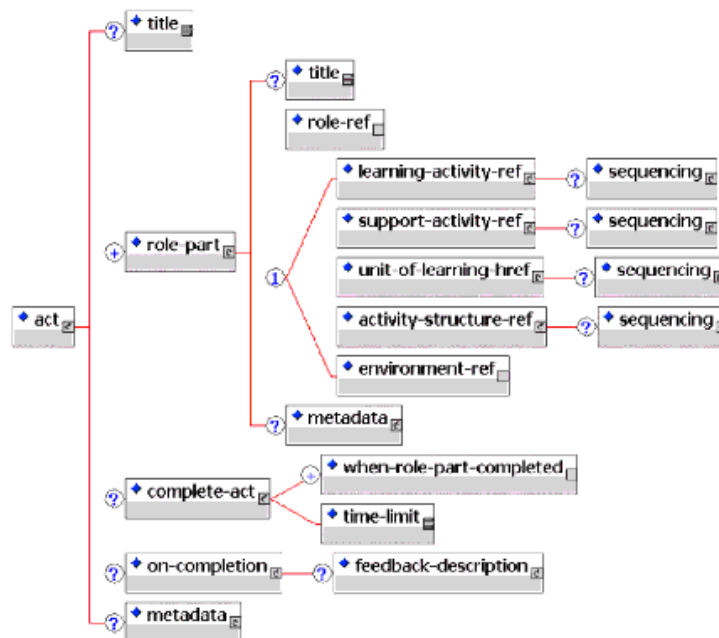 ? title
? title
role-ref
learning-activity-ref ? sequencing
support-activity-ref ? sequencing
+ role-part
1 unit-of-learning-href ? sequencing
act
activity-structure-ref ? sequencing
environment-ref
? metadata
+ when-role-part-completed
? complete-act
time-limit
? on-completion ? feedback-description
? metadata